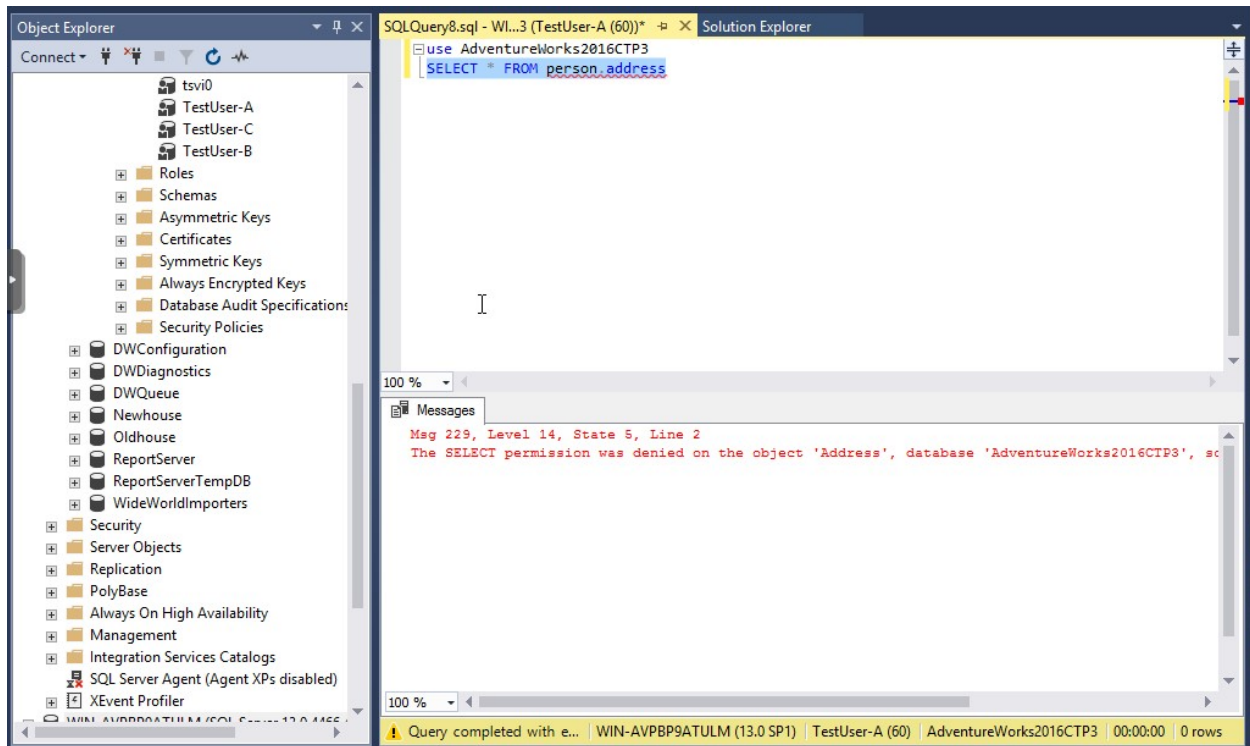 Object Explorer
Connect
tsvi0
TestUser-A
TestUser-C
TestUser-B
Roles
Schemas
Asymmetric Keys
Certificates
Symmetric Keys
Always Encrypted Keys
Database Audit Specifications
Security Policies
DWConfiguration
DWDiagnostics
DWQueue
Newhouse
Oldhouse
ReportServer
ReportServerTempDB
WideWorldImporters
Security
Server Objects
Replication
PolyBase
Always On High Availability
Management
Integration Services Catalogs
SQL Server Agent (Agent XPs disabled)
XEvent Profiler
SQLQuery8.sql - WI...3 (TestUser-A (60))* Solution Explorer
use AdventureWorks2016CTP3
SELECT * FROM person.address
100 %
Messages
Msg 229, Level 14, State 5, Line 2
The SELECT permission was denied on the object 'Address', database 'AdventureWorks2016CTP3', sc
100 %
Query completed with e... WIN-AVPBP9ATULM (13.0 SP1) TestUser-A (60) AdventureWorks2016CTP3 00:00:00 0 rows